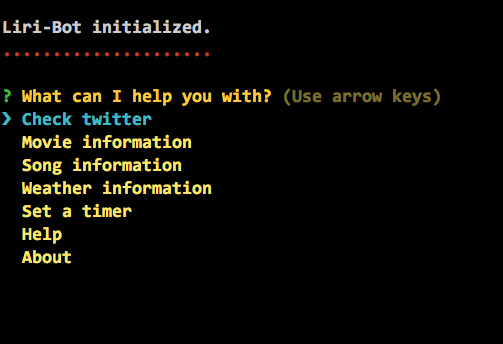 Liri-Bot initialized.
.....................
? What can I help you with? (Use arrow keys)
❯ Check twitter
Movie information
Song information
Weather information
Set a timer
Help
About